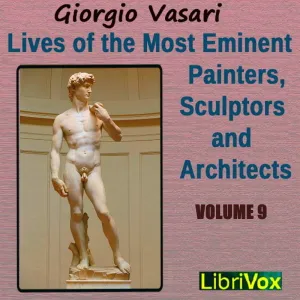 Giorgio Vasari
Lives of the Most Eminent
Painters,
Sculptors
and
Architects
VOLUME 9
LibriVox